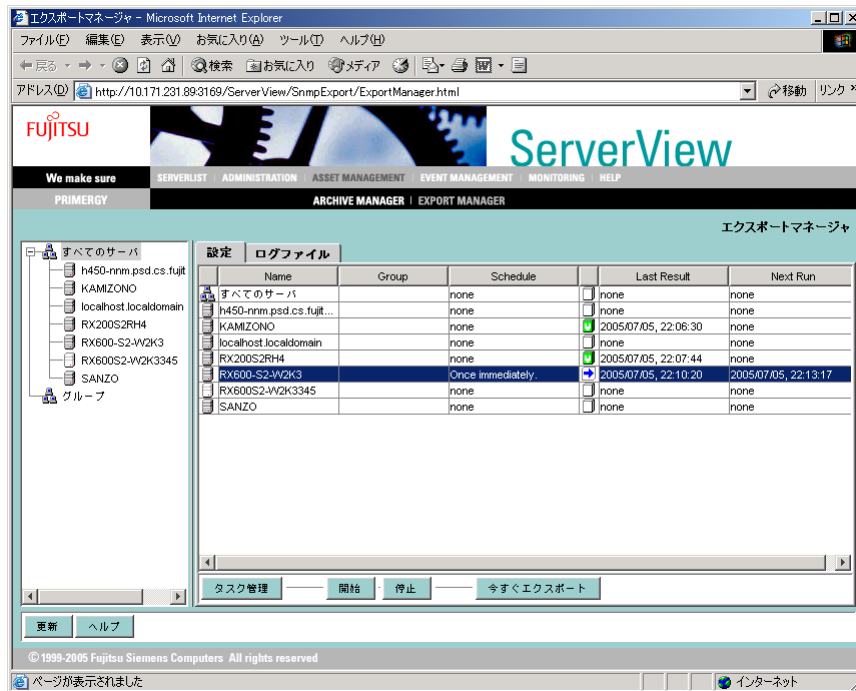 エクスポートマネージャ - Microsoft Internet Explorer
ファイル(F) 編集(E) 表示(V) お気に入り(A) ツール(T) ヘルプ(H)
戻る 検索 お気に入り メディア
アドレス(D) http://10.171.231.89:3169/ServerView/SnmpExport/ExportManager.html 移動 リンク »
FUJITSU
ServerView
We make sure SERVERLIST ADMINISTRATION ASSET MANAGEMENT EVENT MANAGEMENT MONITORING HELP
PRIMERGY ARCHIVE MANAGER EXPORT MANAGER
エクスポートマネージャ
すべてのサーバ
h450-nnm.psd.cs.fujit
KAMIZONO
localhost.localdomain
RX200S2RH4
RX600-S2-W2K3
RX600S2-W2K3345
SANZO
グループ
設定 ログファイル
Name Group Schedule Last Result Next Run
すべてのサーバ none none none
h450-nnm.psd.cs.fujit... none none none
KAMIZONO none 2005/07/05, 22:06:30 none
localhost.localdomain none none none
RX200S2RH4 none 2005/07/05, 22:07:44 none
RX600-S2-W2K3 Once immediately. 2005/07/05, 22:10:20 2005/07/05, 22:13:17
RX600S2-W2K3345 none none none
SANZO none none none
タスク管理 開始 停止 今すぐエクスポート
更新 ヘルプ
© 1999-2005 Fujitsu Siemens Computers All rights reserved
ページが表示されました インターネット